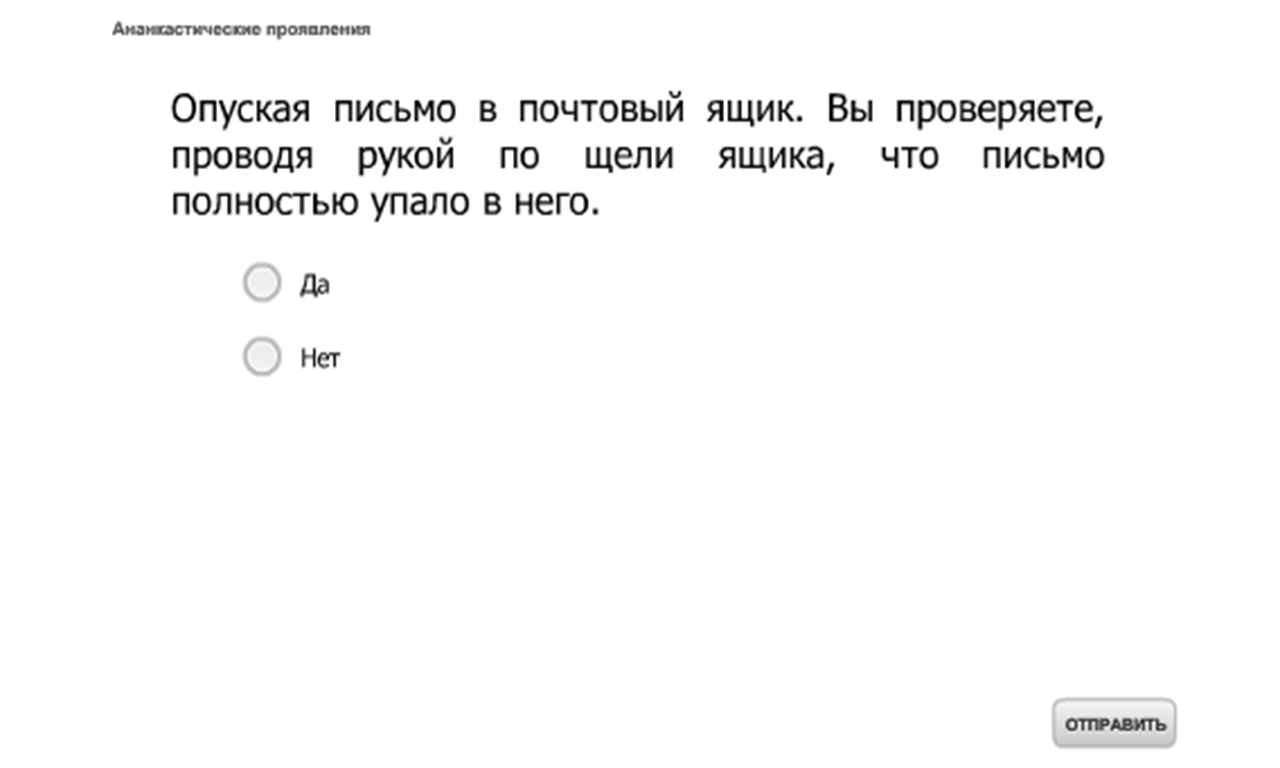 Ананкастические проявления
Опуская письмо в почтовый ящик. Вы проверяете,
проводя рукой по щели ящика, что письмо
полностью упало в него.
Да
Нет
ОТПРАВИТЬ